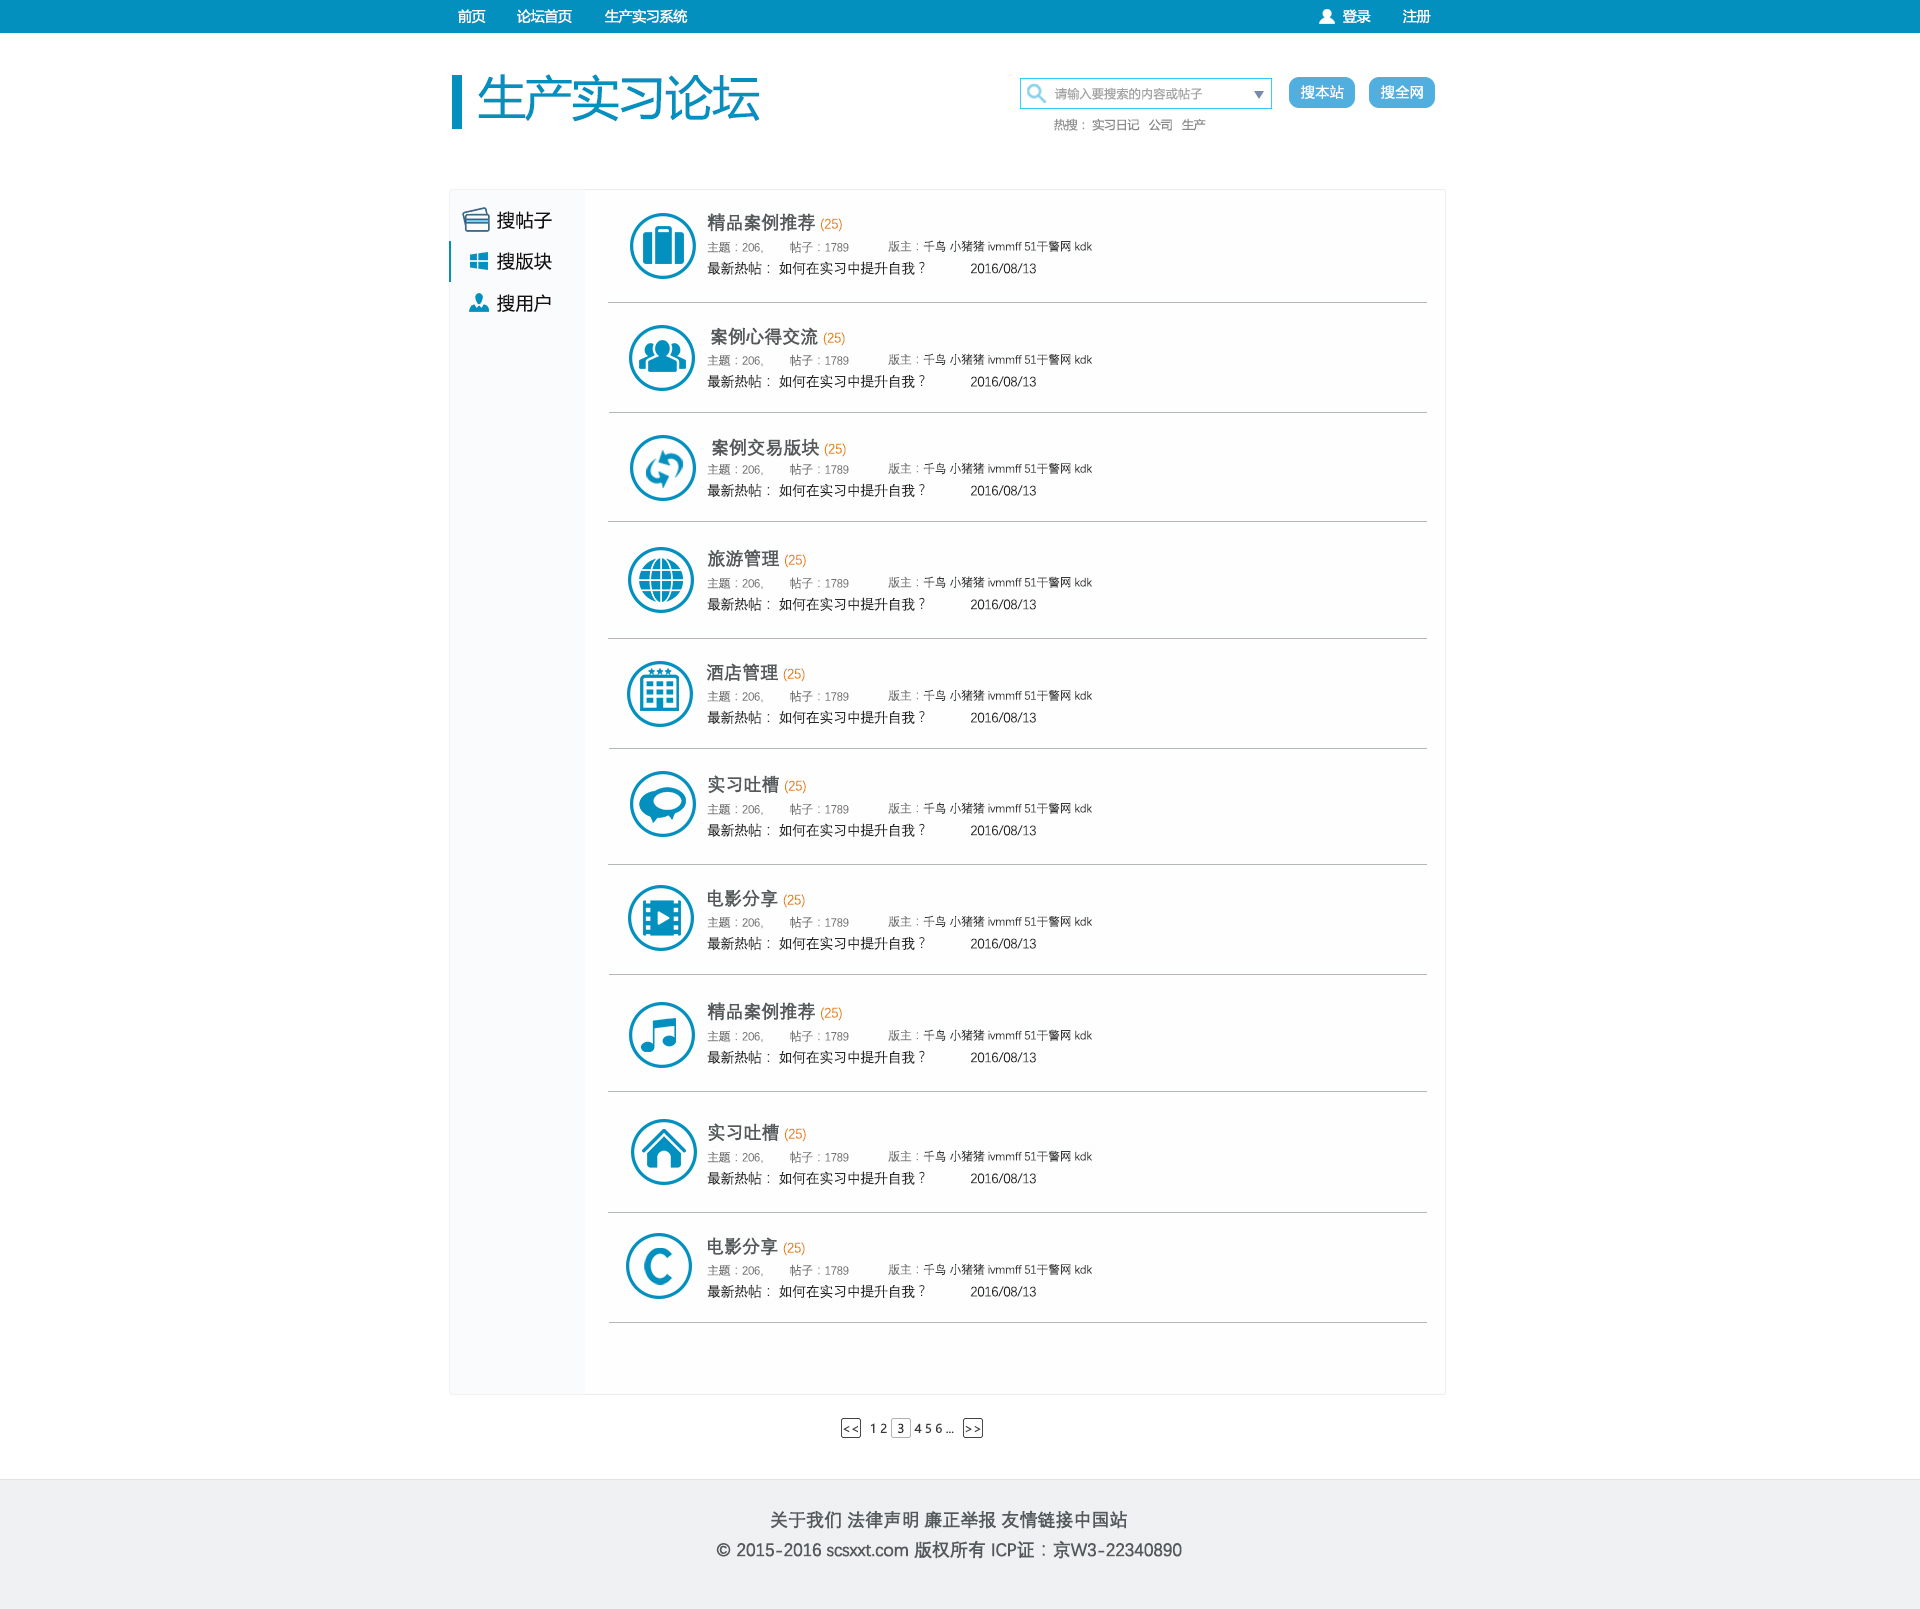 前页 论坛首页 生产实习系统 登录 注册
生产实习论坛
请输入要搜索的内容或帖子 搜本站 搜全网
热搜：实习日记 公司 生产
搜帖子
搜版块
搜用户
精品案例推荐 (25)
主题：206, 帖子：1789 版主：千鸟 小猪猪 ivmmff 51于警网 kdk
最新热帖： 如何在实习中提升自我？ 2016/08/13
案例心得交流 (25)
主题：206, 帖子：1789 版主：千鸟 小猪猪 ivmmff 51于警网 kdk
最新热帖： 如何在实习中提升自我？ 2016/08/13
案例交易版块 (25)
主题：206, 帖子：1789 版主：千鸟 小猪猪 ivmmff 51于警网 kdk
最新热帖： 如何在实习中提升自我？ 2016/08/13
旅游管理 (25)
主题：206, 帖子：1789 版主：千鸟 小猪猪 ivmmff 51于警网 kdk
最新热帖： 如何在实习中提升自我？ 2016/08/13
酒店管理 (25)
主题：206, 帖子：1789 版主：千鸟 小猪猪 ivmmff 51于警网 kdk
最新热帖： 如何在实习中提升自我？ 2016/08/13
实习吐槽 (25)
主题：206, 帖子：1789 版主：千鸟 小猪猪 ivmmff 51于警网 kdk
最新热帖： 如何在实习中提升自我？ 2016/08/13
电影分享 (25)
主题：206, 帖子：1789 版主：千鸟 小猪猪 ivmmff 51于警网 kdk
最新热帖： 如何在实习中提升自我？ 2016/08/13
精品案例推荐 (25)
主题：206, 帖子：1789 版主：千鸟 小猪猪 ivmmff 51于警网 kdk
最新热帖： 如何在实习中提升自我？ 2016/08/13
实习吐槽 (25)
主题：206, 帖子：1789 版主：千鸟 小猪猪 ivmmff 51于警网 kdk
最新热帖： 如何在实习中提升自我？ 2016/08/13
C
电影分享 (25)
主题：206, 帖子：1789 版主：千鸟 小猪猪 ivmmff 51于警网 kdk
最新热帖： 如何在实习中提升自我？ 2016/08/13
<< 1 2 3 4 5 6 ... >>
关于我们 法律声明 廉正举报 友情链接中国站
© 2015-2016 scsxxt.com 版权所有 ICP证：京W3-22340890